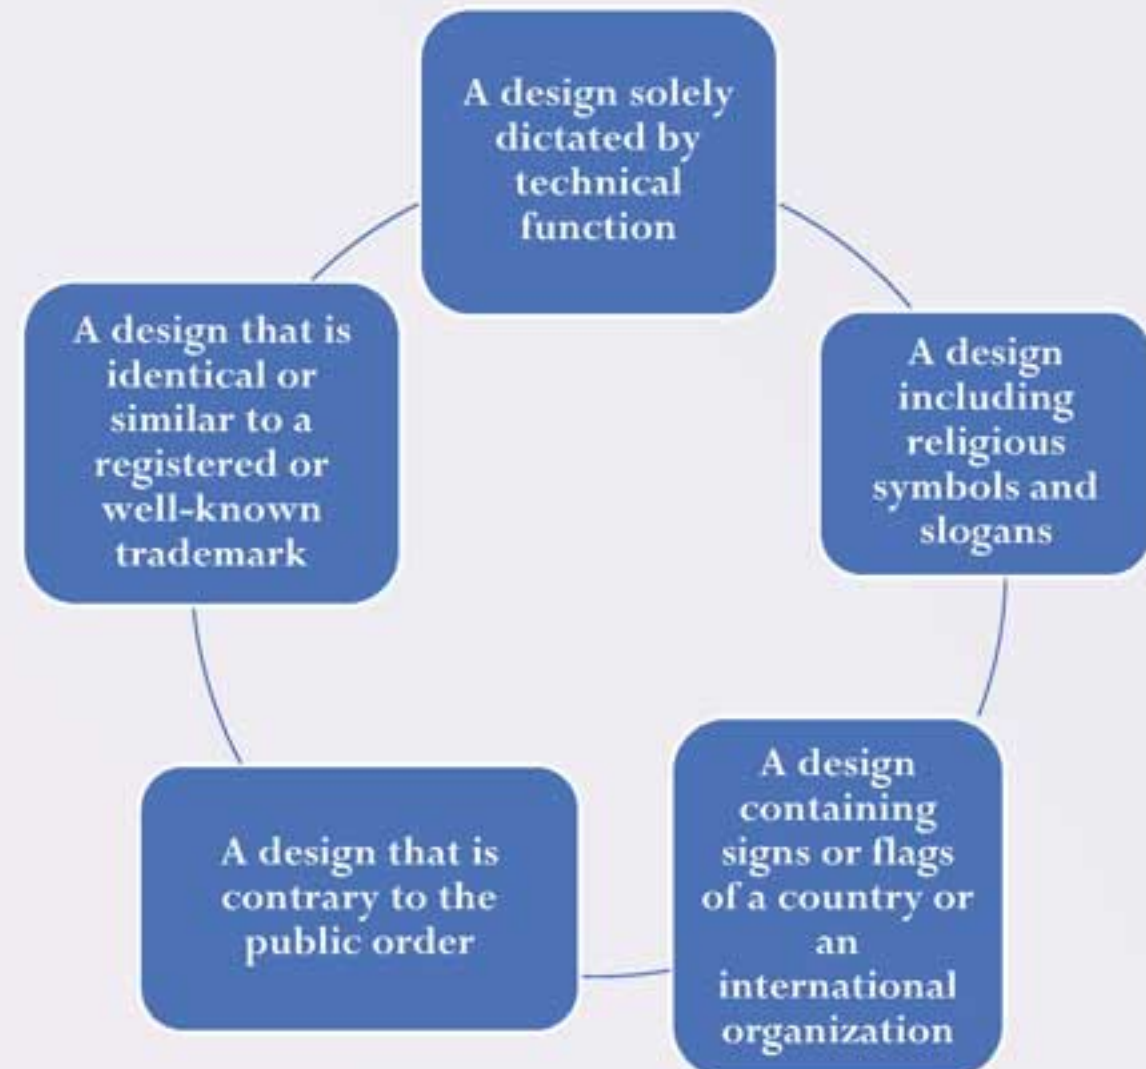 A design solely
dictated by
technical
function
A design
including
religious
symbols and
slogans
A design
containing
signs or flags
of a country or
an
international
organization
A design that is
contrary to the
public order
A design that is
identical or
similar to a
registered or
well-known
trademark